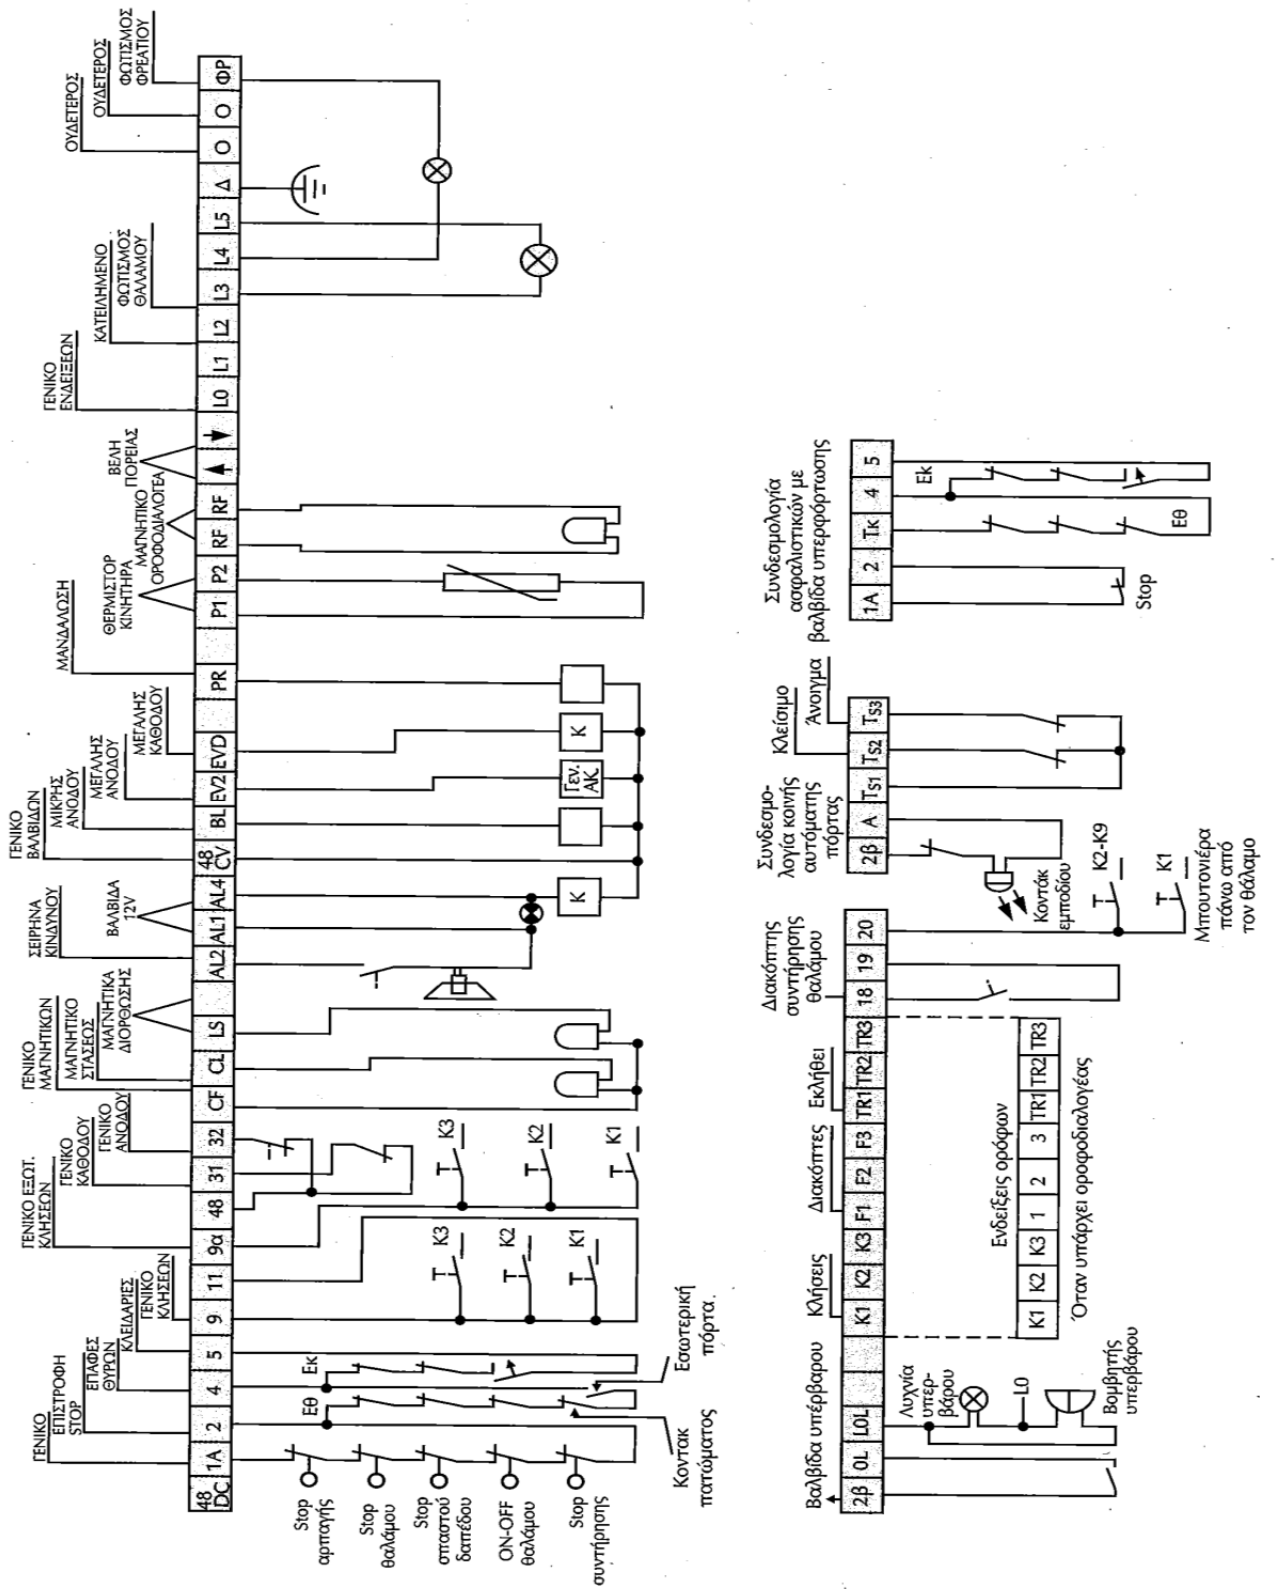 ΓΕΝΙΚΟ
ΕΠΙΣΤΡΟΦΗ
STOP
ΕΠΑΦΕΣ
ΘΥΡΩΝ
ΚΛΕΙΔΑΡΙΕΣ
ΓΕΝΙΚΟ
ΚΛΗΣΕΩΝ
ΓΕΝΙΚΟ ΕΞΩΤ.
ΚΛΗΣΕΩΝ
ΓΕΝΙΚΟ
ΚΑΘΟΔΟΥ
ΓΕΝΙΚΟ
ΑΝΟΔΟΥ
ΓΕΝΙΚΟ
ΜΑΓΝΗΤΙΚΩΝ
ΜΑΓΝΗΤΙΚΟ
ΣΤΑΣΕΩΣ
ΜΑΓΝΗΤΙΚΑ
ΔΙΟΡΘΩΣΗΣ
ΣΕΙΡΗΝΑ
ΚΙΝΔΥΝΟΥ
ΒΑΛΒΙΔΑ
12V
ΓΕΝΙΚΟ
ΒΑΛΒΙΔΩΝ
ΜΙΚΡΗΣ
ΑΝΟΔΟΥ
ΜΕΓΑΛΗΣ
ΑΝΟΔΟΥ
ΜΕΓΑΛΗΣ
ΚΑΘΟΔΟΥ
ΜΑΝΔΑΛΩΣΗ
ΘΕΡΜΙΣΤΟΡ
ΚΙΝΗΤΗΡΑ
ΜΑΓΝΗΤΙΚΟ
ΟΡΟΦΟΔΙΑΛΟΓΕΑ
ΒΕΛΗ
ΠΟΡΕΙΑΣ
ΓΕΝΙΚΟ
ΕΝΔΕΙΞΕΩΝ
ΚΑΤΕΙΛΗΜΕΝΟ
ΦΩΤΙΣΜΟΣ
ΘΑΛΑΜΟΥ
ΟΥΔΕΤΕΡΟΣ
ΟΥΔΕΤΕΡΟΣ
ΦΩΤΙΣΜΟΣ
ΦΡΕΑΤΙΟΥ
48 DC 1A 2 4 5 9 11 9α 48 31 32 CF CL LS AL2 AL1 AL4 48 CV BL EV2 EVD PR P1 P2 RF RF L0 L1 L2 L3 L4 L5 Δ Ο Ο ΦΡ
Stop
αρπαγής
Stop
θαλάμου
Stop
σπαστού
δαπέδου
ON-OFF
θαλάμου
Stop
συντήρησης
Εθ
Εκ
Κοντακ
πατώματος
Εσωτερική
πόρτα
K3
K2
K1
K3
K2
K1
K
Γεν.
ΑΚ
K
Βαλβίδα υπέρβαρου
2β 0L L0L K1 K2 K3 F1 F2 F3 TR1 TR2 TR3 18 19 20
Λυχνία
υπερ-
βάρου
L0
Βομβητής
υπερβάρου
Κλήσεις
Διακόπτες
Εκλήθει
Διακόπτης
συντήρησης
θαλάμου
Ενδείξεις ορόφων
K1 K2 K3 1 2 3 TR1 TR2 TR3
Όταν υπάρχει οροφοδιαλογέας
K2-K9
K1
Μπουτονιέρα
πάνω από
τον θάλαμο
Συνδεσμο-
λογία κοινής
αυτόματης
πόρτας
Κλείσιμο
Άνοιγμα
2β A TS1 TS2 TS3
Κοντάκ
εμποδίου
Συνδεσμολογία
ασφαλιστικών με
βαλβίδα υπερφόρτωσης
1A 2 Τκ 4 5
Stop
Εκ
Εθ